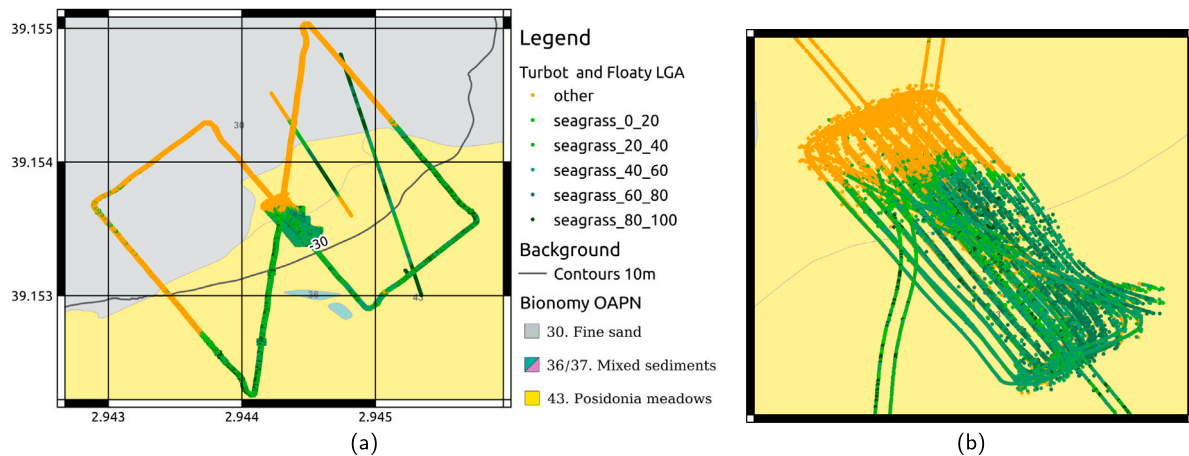 39.155
39.154
39.153
2.943
2.944
2.945
30
-30
36
43
Legend
Turbot and Floaty LGA
other
seagrass_0_20
seagrass_20_40
seagrass_40_60
seagrass_60_80
seagrass_80_100
Background
Contours 10m
Bionomy OAPN
30. Fine sand
36/37. Mixed sediments
43. Posidonia meadows
(a)
(b)